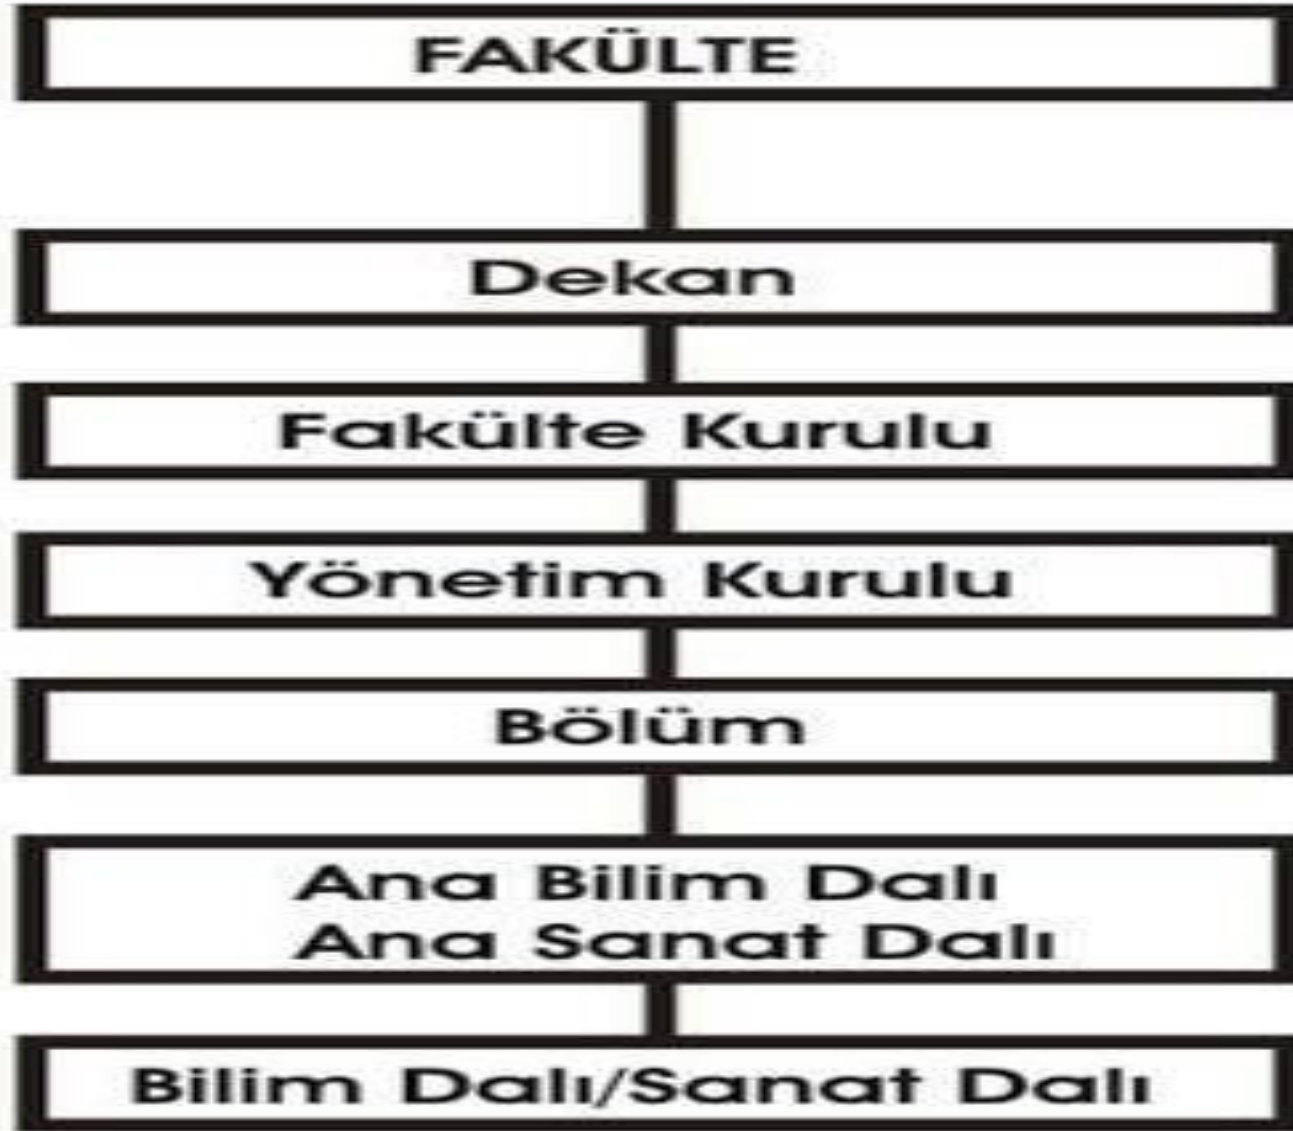 FAKÜLTE
Dekan
Fakülte Kurulu
Yönetim Kurulu
Bölüm
Ana Bilim Dalı
Ana Sanat Dalı
Bilim Dalı/Sanat Dalı